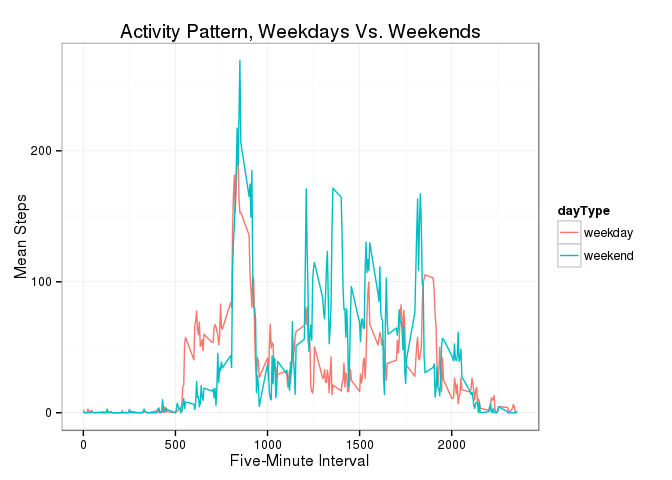 Activity Pattern, Weekdays Vs. Weekends
200
100
0
Mean Steps
0 500 1000 1500 2000
Five-Minute Interval
dayType
weekday
weekend